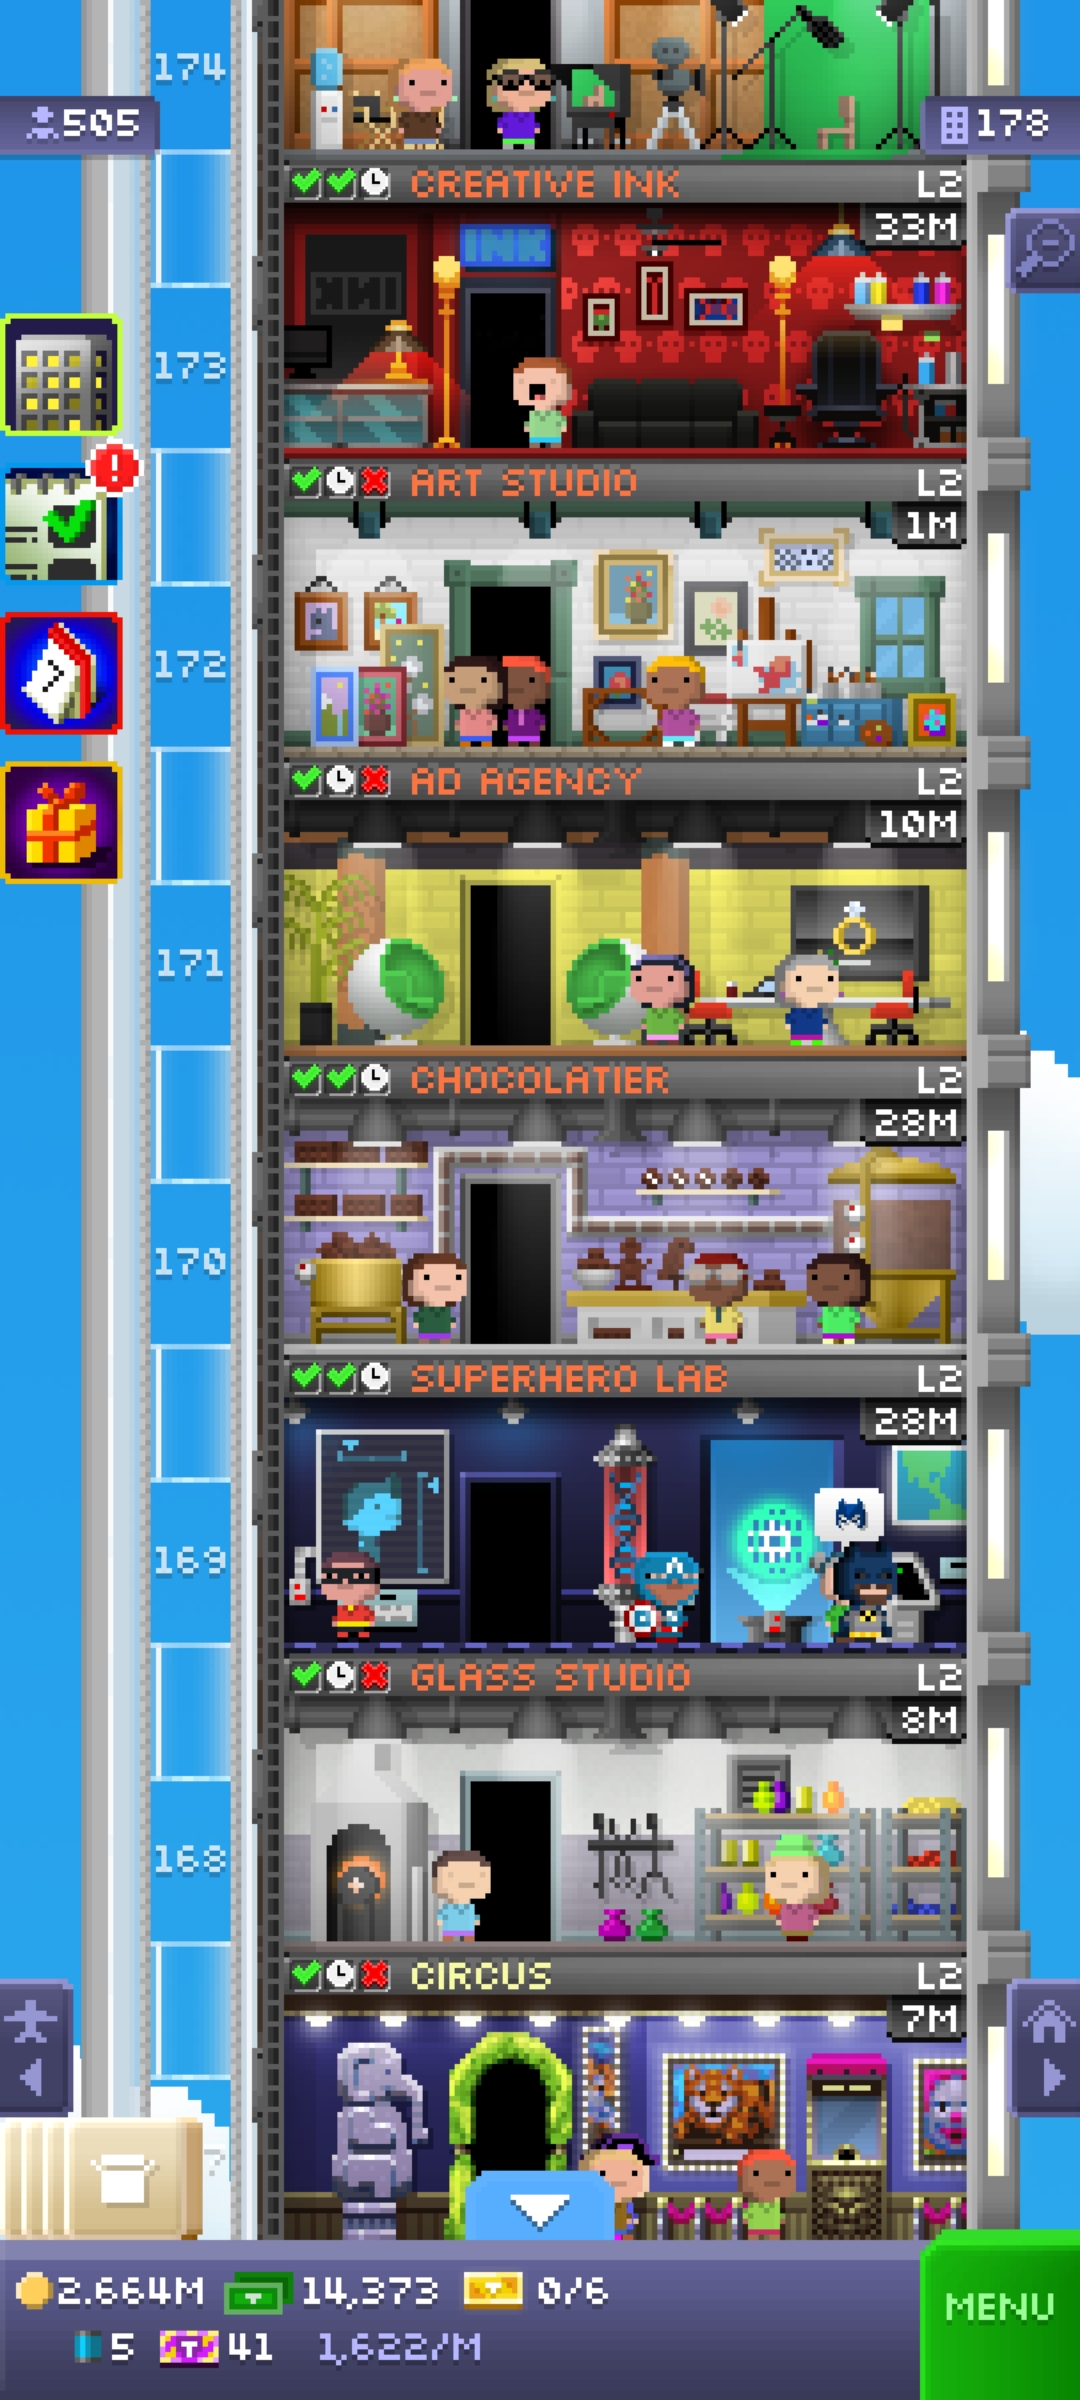 174
505
178
CREATIVE INK L2
33M
INK
173
ART STUDIO L2
1M
172
AD AGENCY L2
10M
171
CHOCOLATIER L2
28M
170
SUPERHERO LAB L2
28M
169
GLASS STUDIO L2
8M
168
CIRCUS L2
7M
2.664M 14,373 0/6
5 41 1,622/M
MENU